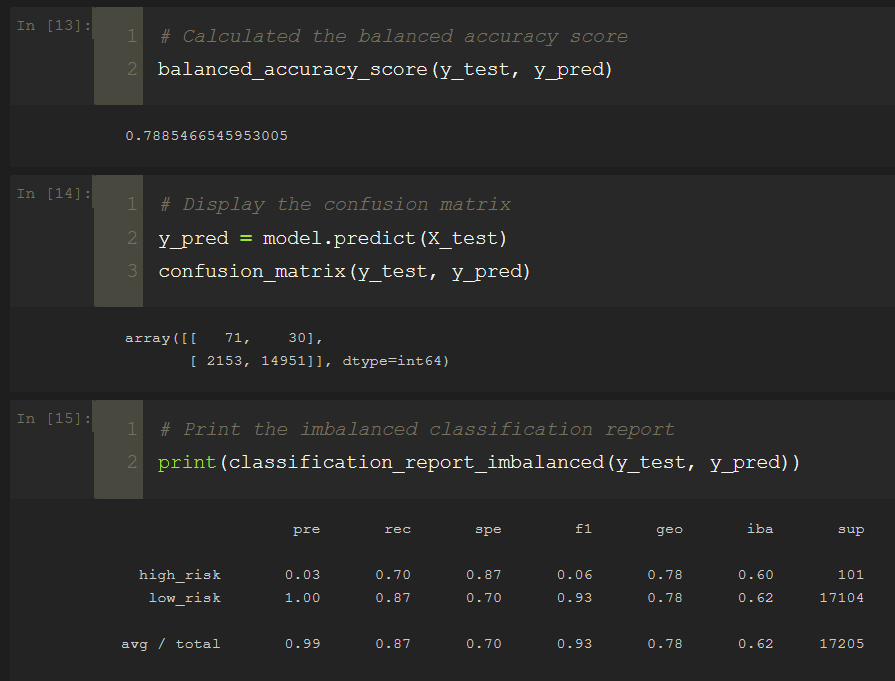 In [13]:
1 # Calculated the balanced accuracy score
2 balanced_accuracy_score(y_test, y_pred)
0.7885466545953005
In [14]:
1 # Display the confusion matrix
2 y_pred = model.predict(X_test)
3 confusion_matrix(y_test, y_pred)
array([[   71,    30],
       [ 2153, 14951]], dtype=int64)
In [15]:
1 # Print the imbalanced classification report
2 print(classification_report_imbalanced(y_test, y_pred))
pre rec spe f1 geo iba sup
high_risk 0.03 0.70 0.87 0.06 0.78 0.60 101
low_risk 1.00 0.87 0.70 0.93 0.78 0.62 17104
avg / total 0.99 0.87 0.70 0.93 0.78 0.62 17205